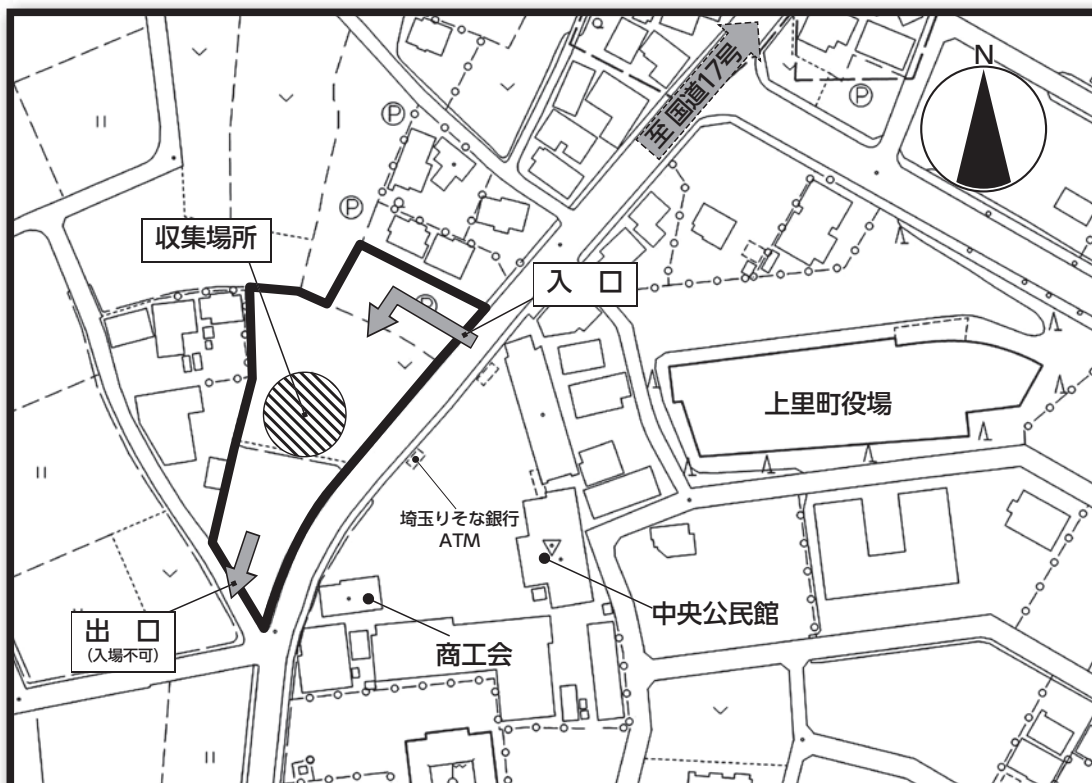 至 国道17号
N
P
P
P
収集場所
入 口
P
上里町役場
埼玉りそな銀行
ATM
中央公民館
出 口
(入場不可)
商工会